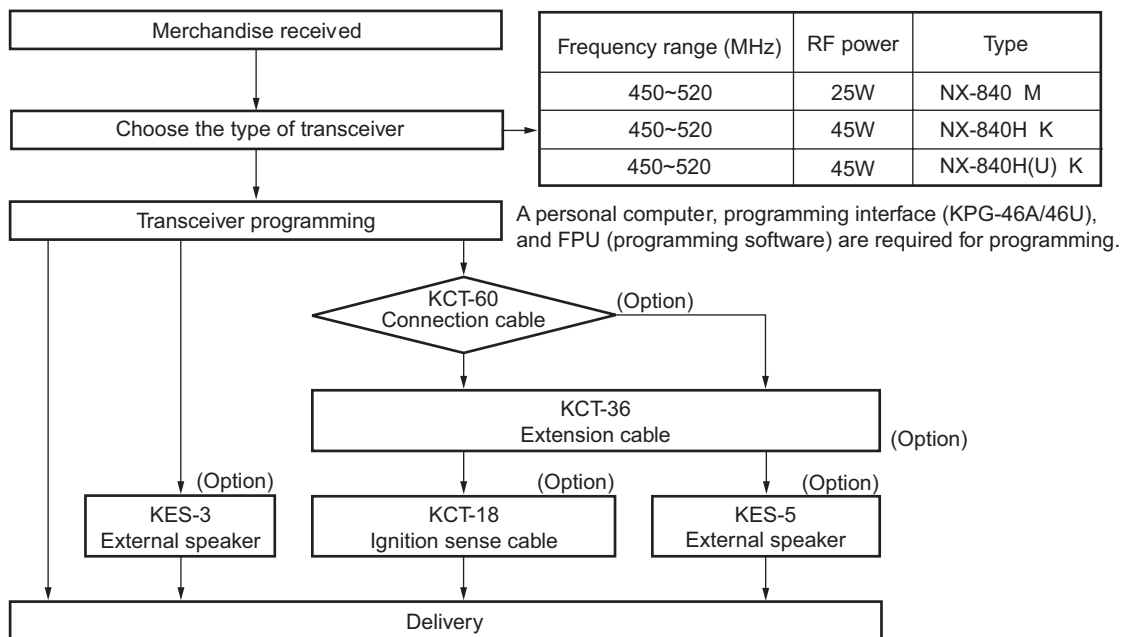 Merchandise received
Frequency range (MHz) RF power Type
450~520 25W NX-840 M
Choose the type of transceiver
450~520 45W NX-840H K
450~520 45W NX-840H(U) K
Transceiver programming
A personal computer, programming interface (KPG-46A/46U),
and FPU (programming software) are required for programming.
KCT-60
Connection cable
(Option)
KCT-36
Extension cable
(Option)
(Option)
KES-3
External speaker
(Option)
KCT-18
Ignition sense cable
(Option)
KES-5
External speaker
Delivery